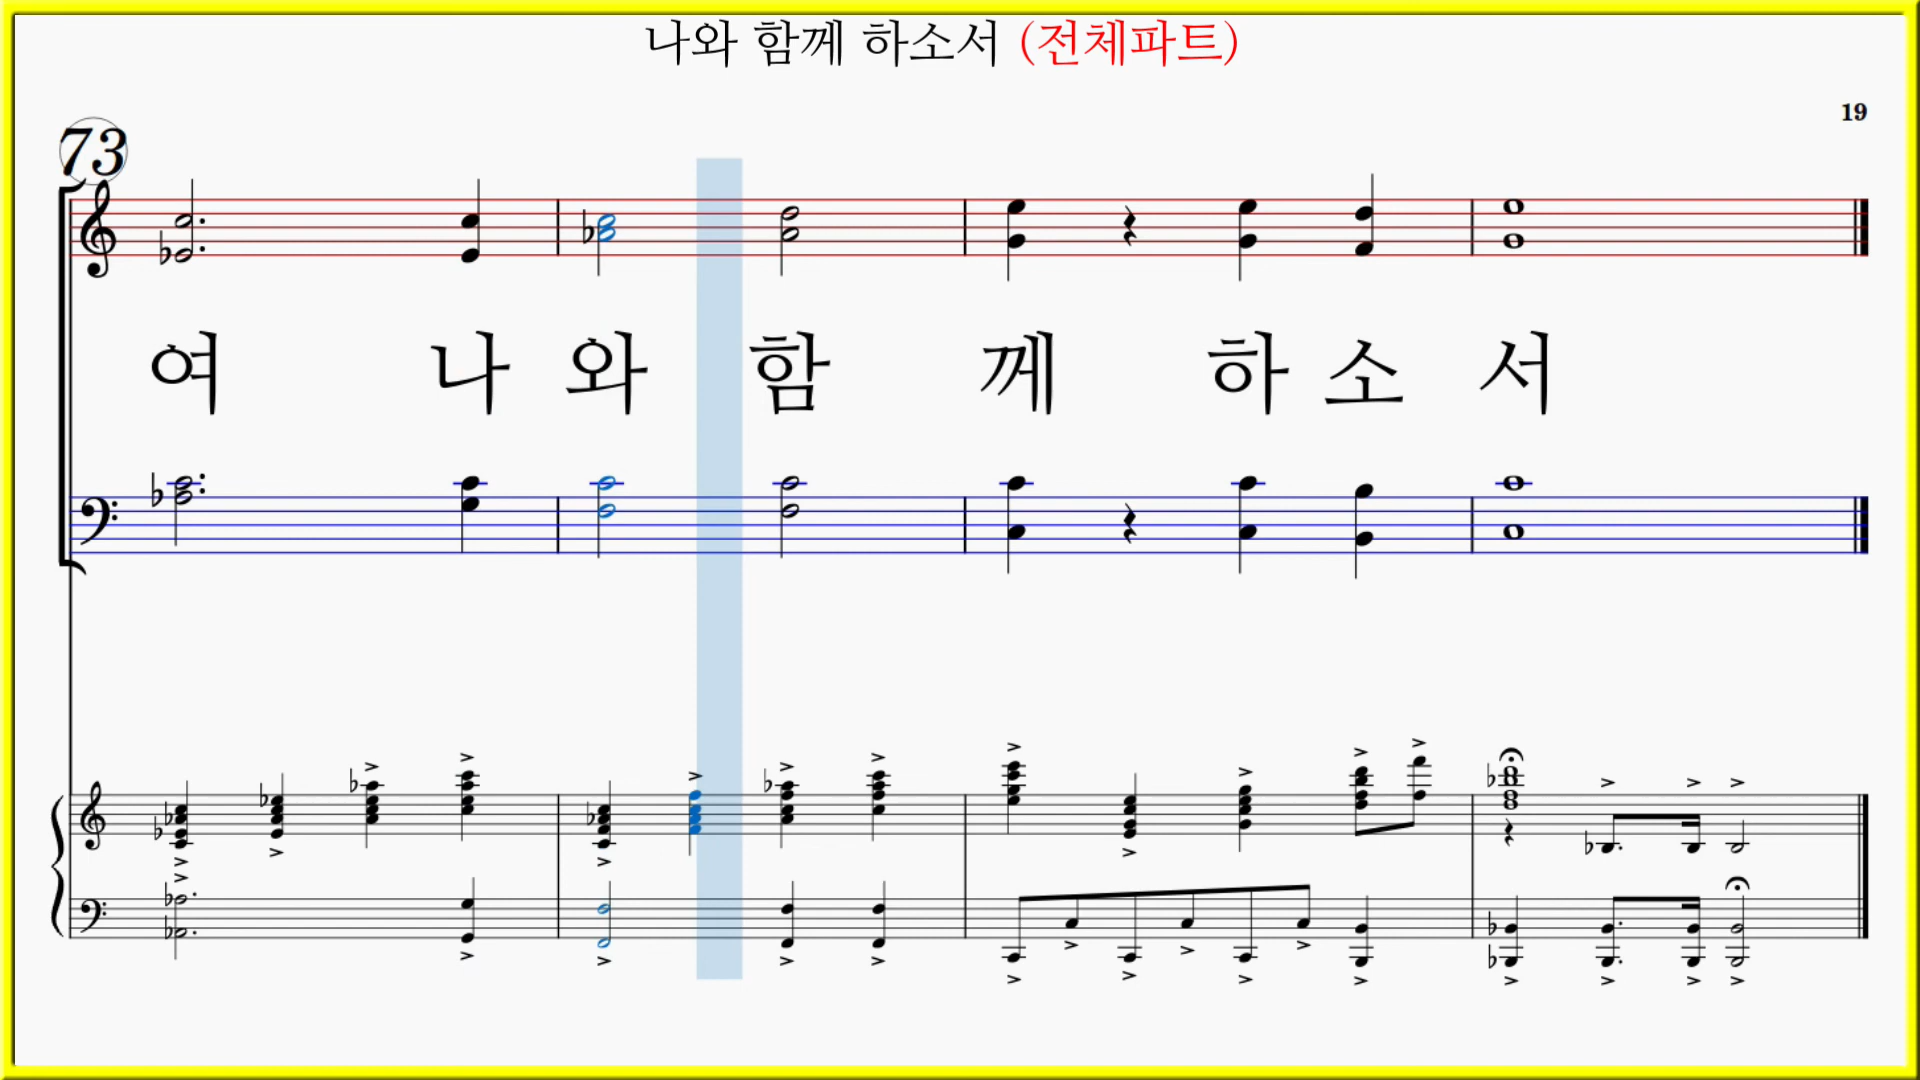 나와 함께 하소서 (전체파트)
19
73
여 나 와 함 께 하 소 서